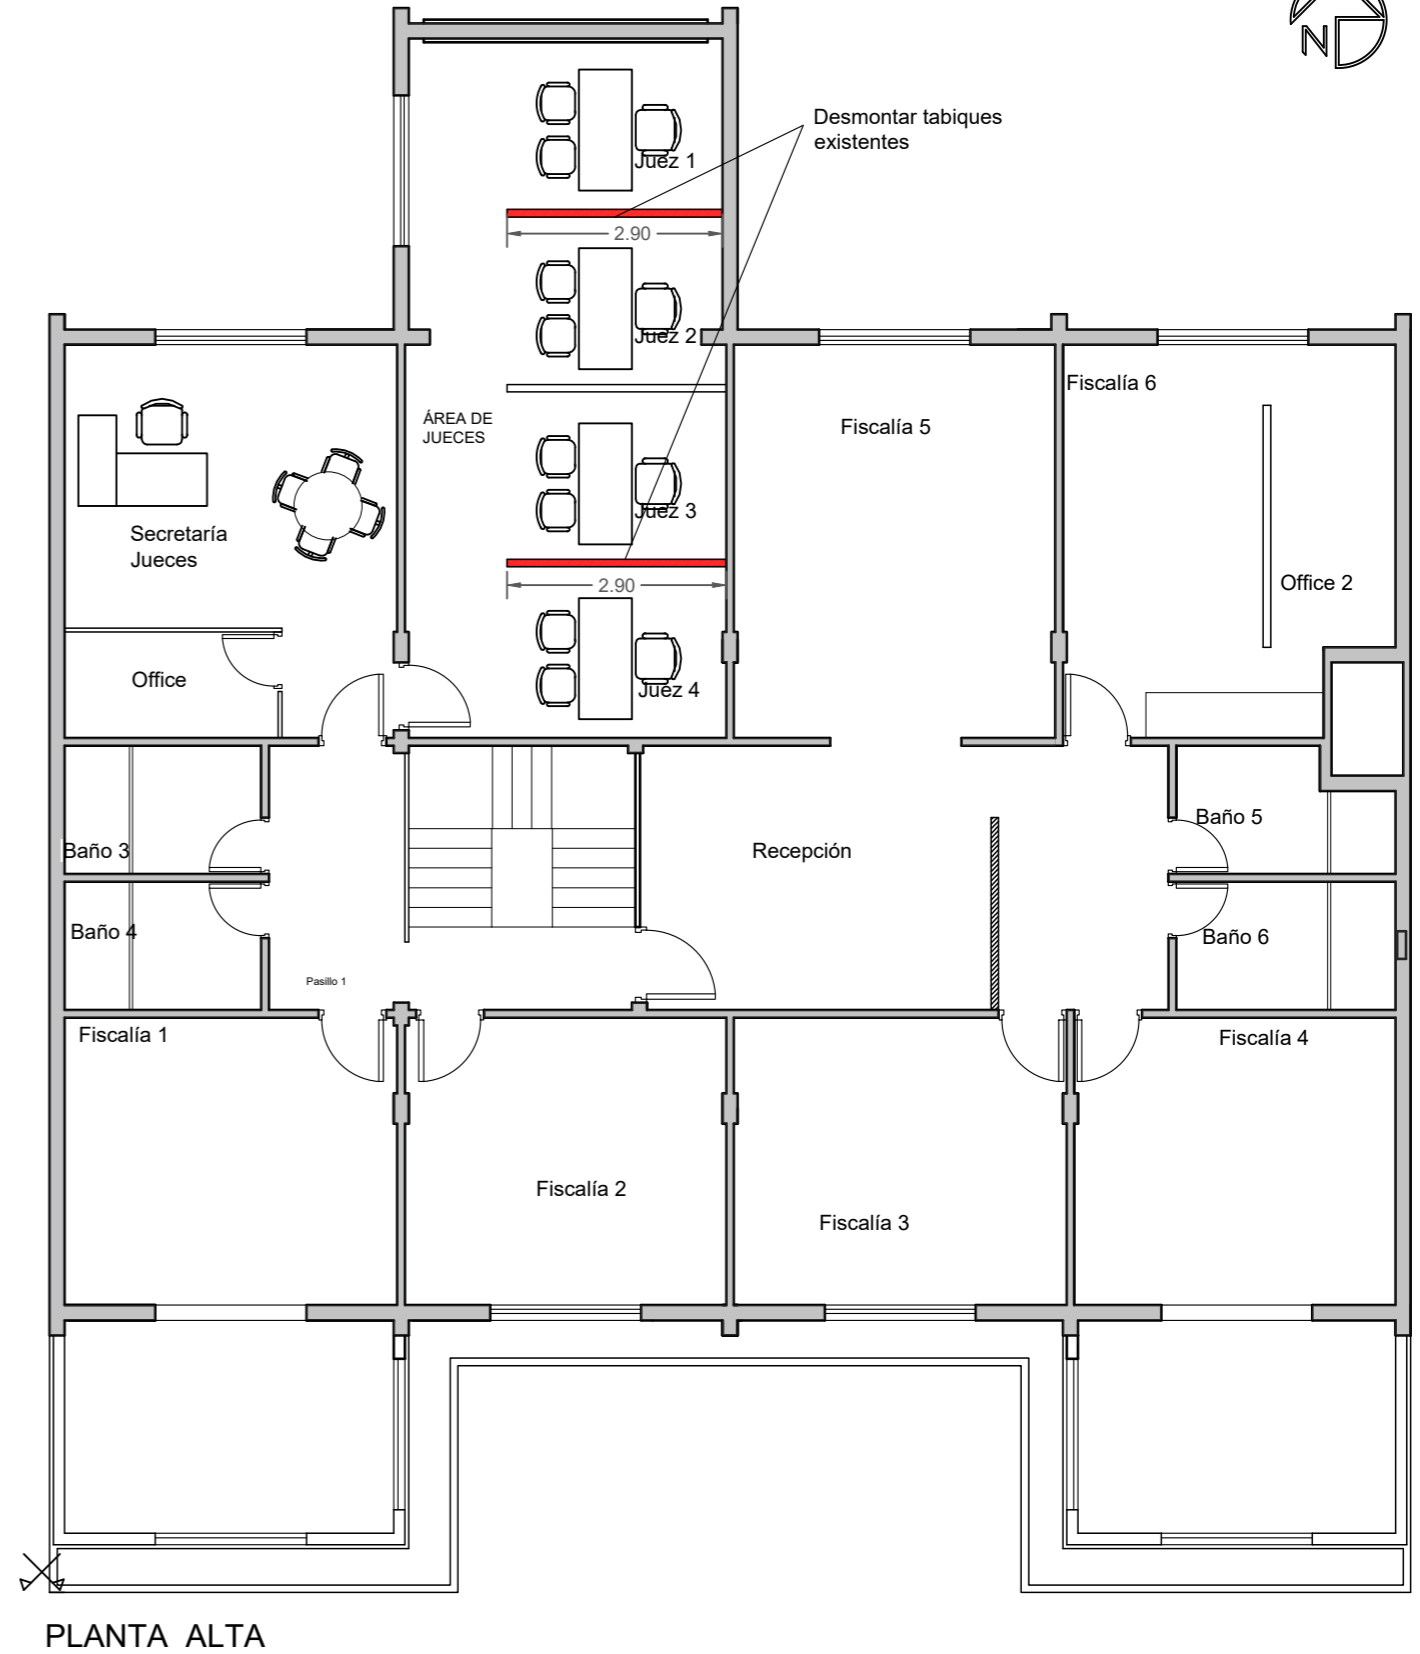 N
Desmontar tabiques
existentes
Juez 1
2.90
Juez 2
Fiscalía 6
Fiscalía 5
ÁREA DE
JUECES
Juez 3
Secretaría
Jueces
2.90
Office 2
Office
Juez 4
Baño 3
Recepción
Baño 5
Baño 4
Baño 6
Pasillo 1
Fiscalía 1
Fiscalía 4
Fiscalía 2
Fiscalía 3
PLANTA ALTA